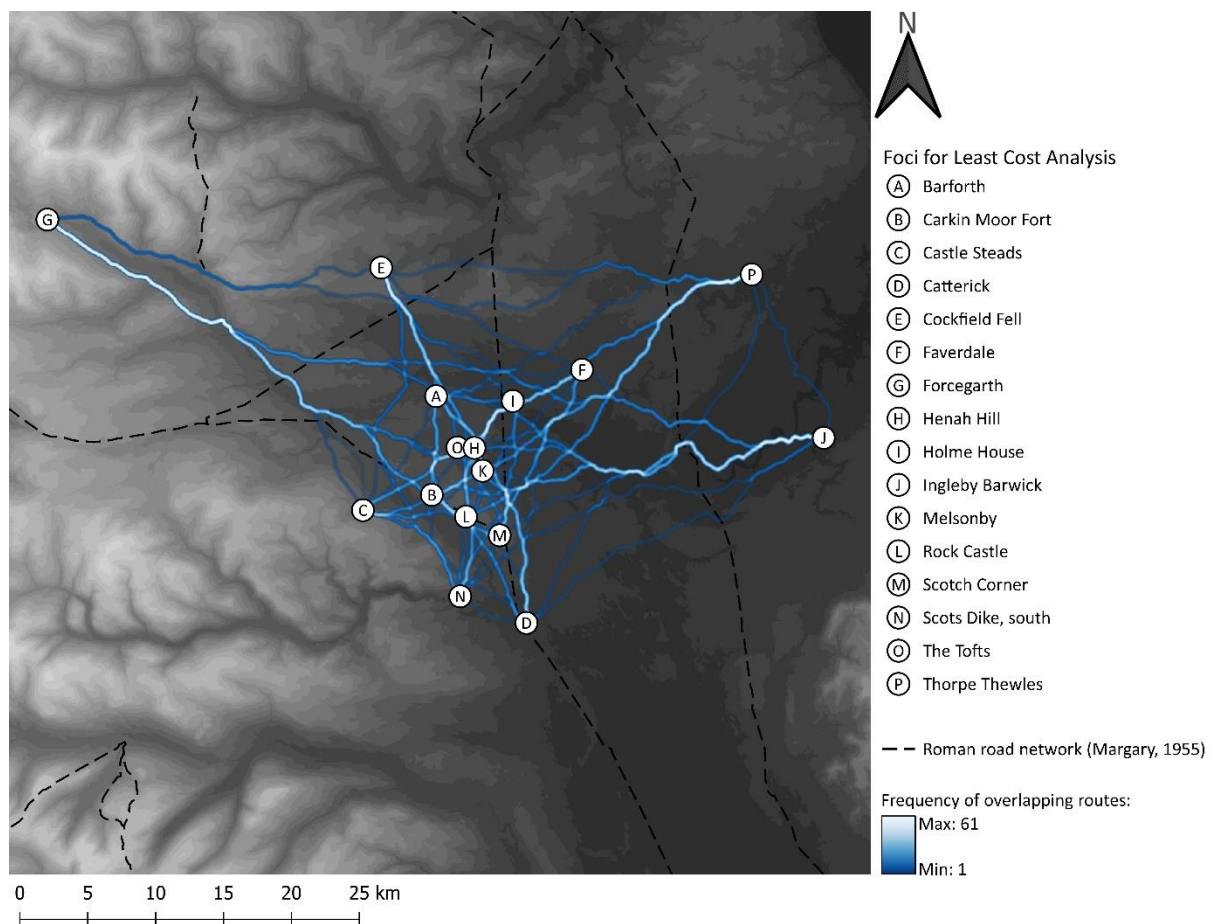 N
G
E
P
F
A
I
O
H
J
K
B
C
L
M
N
D
Foci for Least Cost Analysis
A Barforth
B Carkin Moor Fort
C Castle Steads
D Catterick
E Cockfield Fell
F Faverdale
G Forcegarth
H Henah Hill
I Holme House
J Ingleby Barwick
K Melsonby
L Rock Castle
M Scotch Corner
N Scots Dike, south
O The Tofts
P Thorpe Thewles
Roman road network (Margary, 1955)
Frequency of overlapping routes:
Max: 61
Min: 1
0 5 10 15 20 25 km